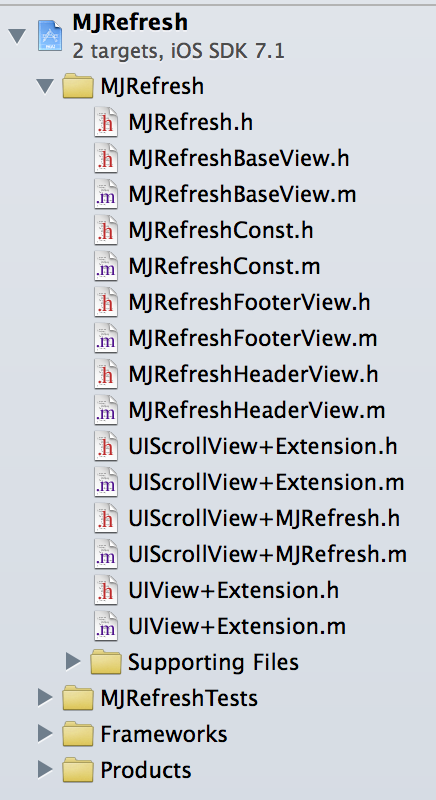 MJRefresh
2 targets, iOS SDK 7.1
MJRefresh
.h MJRefresh.h
.h MJRefreshBaseView.h
.m MJRefreshBaseView.m
.h MJRefreshConst.h
.m MJRefreshConst.m
.h MJRefreshFooterView.h
.m MJRefreshFooterView.m
.h MJRefreshHeaderView.h
.m MJRefreshHeaderView.m
.h UIScrollView+Extension.h
.m UIScrollView+Extension.m
.h UIScrollView+MJRefresh.h
.m UIScrollView+MJRefresh.m
.h UIView+Extension.h
.m UIView+Extension.m
Supporting Files
MJRefreshTests
Frameworks
Products